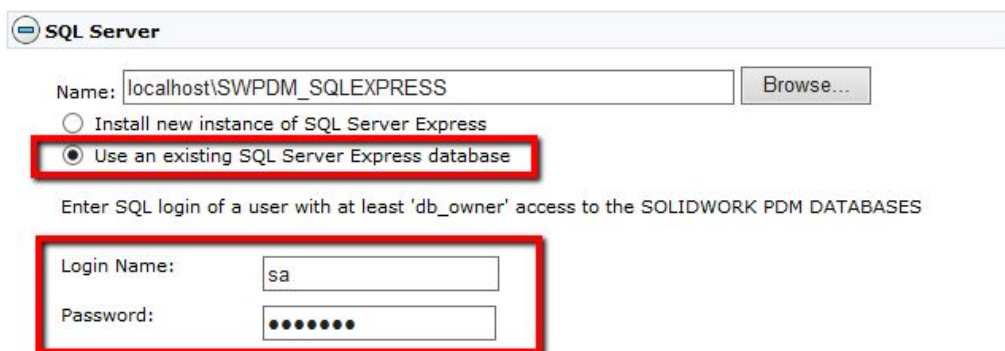 SQL Server
Name: localhost\SWPDM_SQLEXPRESS Browse...
Install new instance of SQL Server Express
Use an existing SQL Server Express database
Enter SQL login of a user with at least 'db_owner' access to the SOLIDWORK PDM DATABASES
Login Name: sa
Password: •••••••